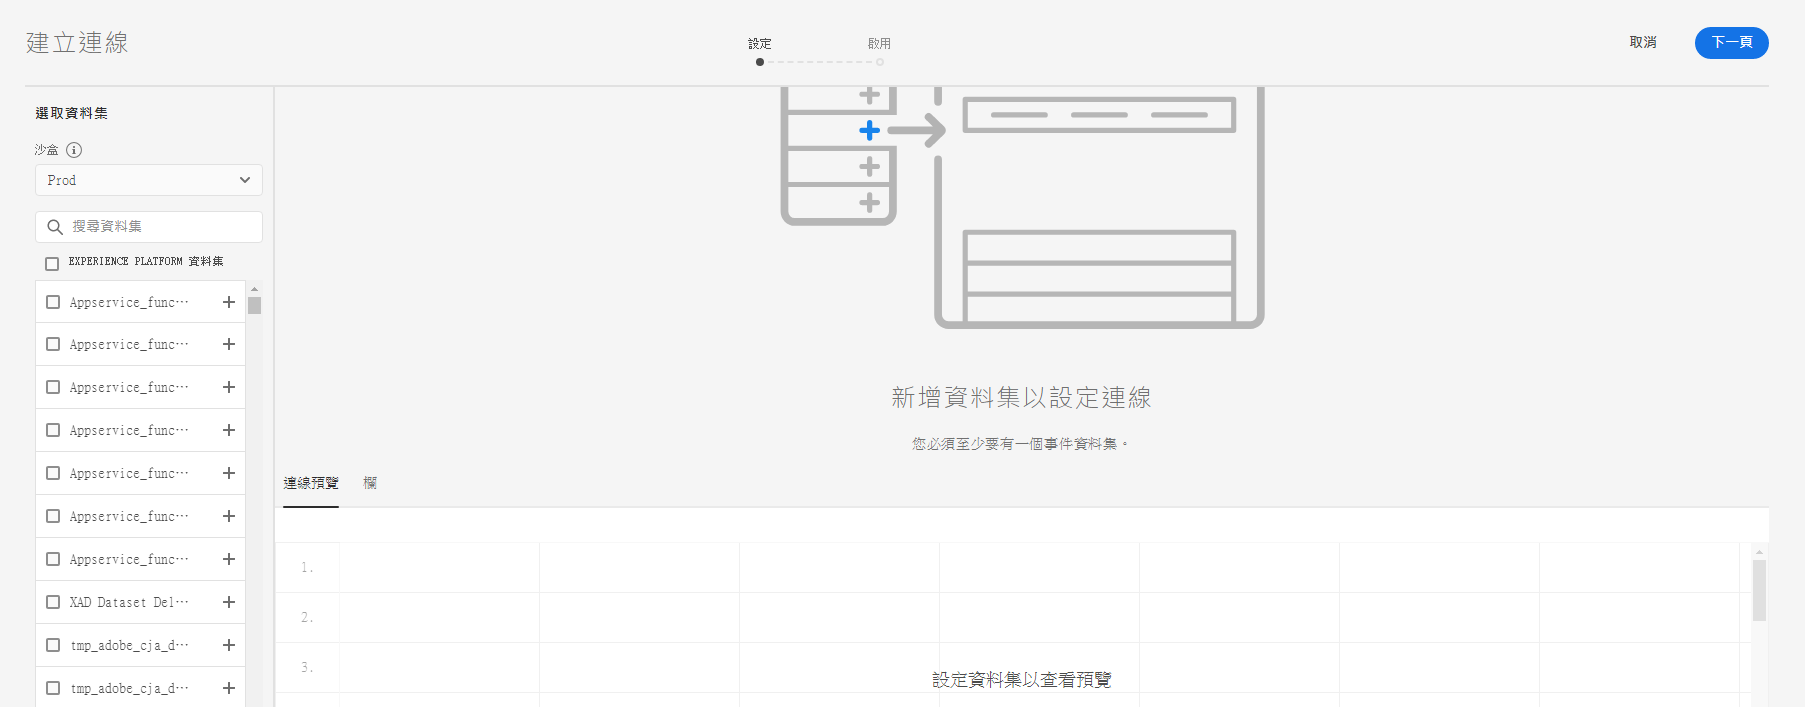 建立連線
設定
啟用
取消
下一頁
選取資料集
沙盒
Prod
搜尋資料集
EXPERIENCE PLATFORM 資料集
Appservice_func…
Appservice_func…
Appservice_func…
Appservice_func…
Appservice_func…
Appservice_func…
Appservice_func…
XAD Dataset Del…
tmp_adobe_cja_d…
tmp_adobe_cja_d…
新增資料集以設定連線
您必須至少要有一個事件資料集。
連線預覽
欄
1.
2.
3.
設定資料集以查看預覽